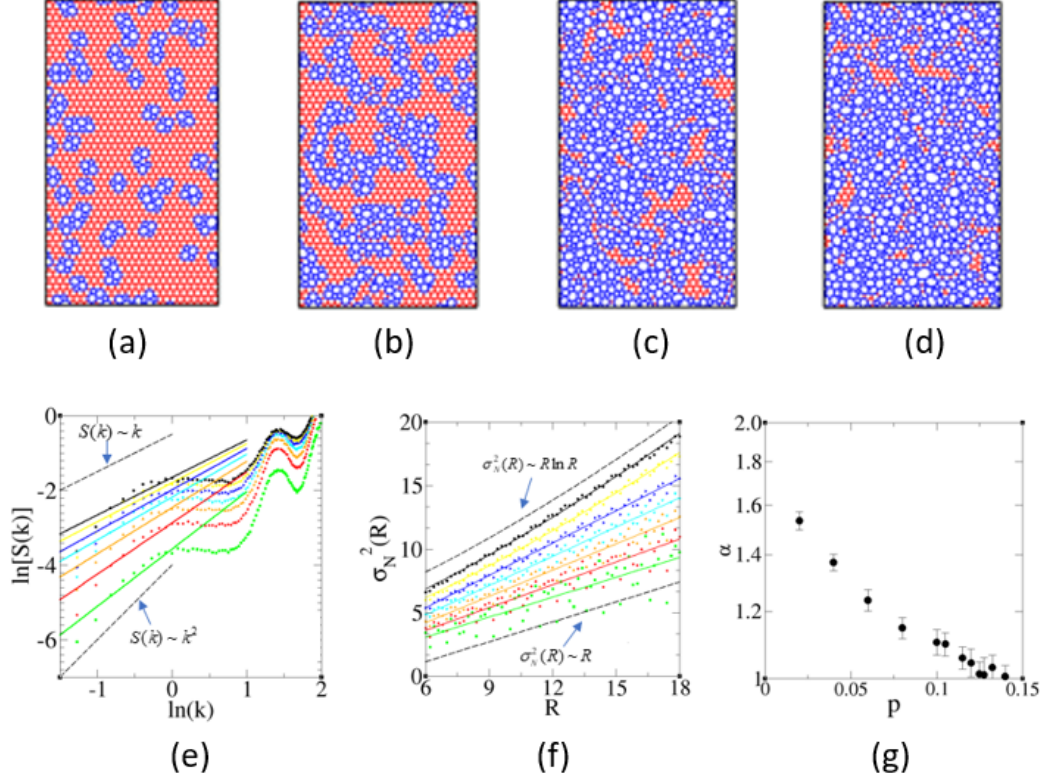 (a) (b) (c) (d)
0
-2
-4
-6
-1 0 1 2
ln[S(k)]
ln(k)
S(k) ~ k
S(k) ~ k²
(e)
20
15
10
5
0
6 9 12 15 18
σ_N²(R)
R
σ_N²(R) ~ R ln R
σ_N²(R) ~ R
(f)
2.0
1.8
1.6
1.4
1.2
1
0 0.05 0.1 0.15
α
p
(g)